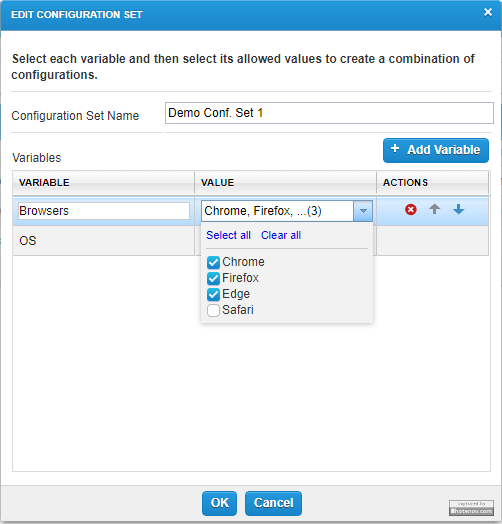 EDIT CONFIGURATION SET
Select each variable and then select its allowed values to create a combination of
configurations.
Configuration Set Name
Demo Conf. Set 1
+ Add Variable
Variables
VARIABLE VALUE ACTIONS
Browsers Chrome, Firefox, ...(3)
Select all Clear all
OS
Chrome
Firefox
Edge
Safari
OK Cancel
captured by